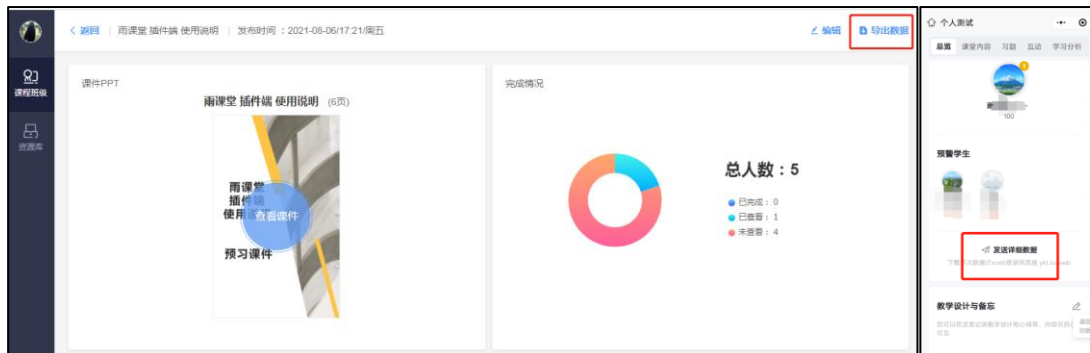 返回 | 雨课堂 插件端 使用说明 | 发布时间 ：2021-08-06/17:21/周五
编辑
导出数据
课程班级
资源库
课件PPT
雨课堂 插件端 使用说明 (6页)
雨课堂
插件端
使用
查看课件
预习课件
完成情况
总人数：5
已完成：0
已查看：1
未查看：4
个人测试
总览 课堂内容 习题 互动 学习分析
100
预警学生
发送详细数据
教学设计与备忘